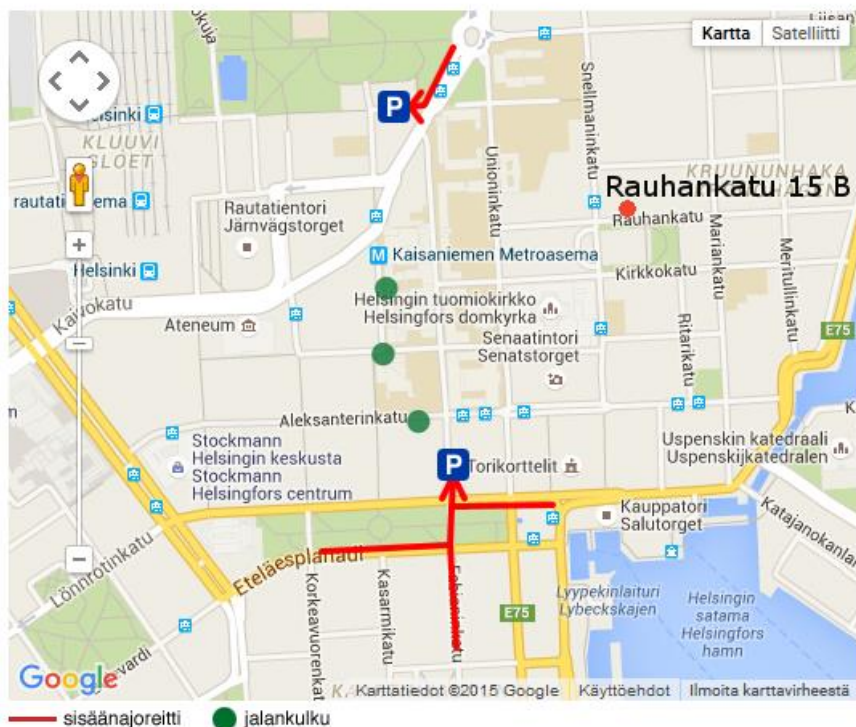 Kartta
Satelliitti
Liisan
Snellmaninkatu
Helsinki
KLUUVI
GLOET
Unioninkatu
KRUUNUNHAKA
Rauhankatu 15 B
Rauhankatu
Rautatientori
Järnvägstorget
M Kaisaniemen Metroasema
Kirkkokatu
Mariankatu
Meritullinkatu
Helsinki
Kaivokatu
Helsingin tuomiokirkko
Helsingfors domkyrka
Ateneum
Senaatintori
Senatstorget
Ritarikatu
E75
Aleksanterinkatu
Stockmann
Helsingin keskusta
Stockmann
Helsingfors centrum
P
P
Torikorttelit
Uspenskin katedraali
Uspenskijkatedralen
Kauppatori
Salutorget
Katajanokanlai
Lönnrotinkatu
Eteläesplanadi
Korkeavuorenkat
Kasarmikatu
Fabianinkatu
E75
Lyypekinlaituri
Lybeckskajen
Helsingin
satama
Helsingfors
hamn
Google
Karttatiedot ©2015 Google
Käyttöehdot
Ilmoita karttavirheestä
sisäänajoreitti
jalankulku